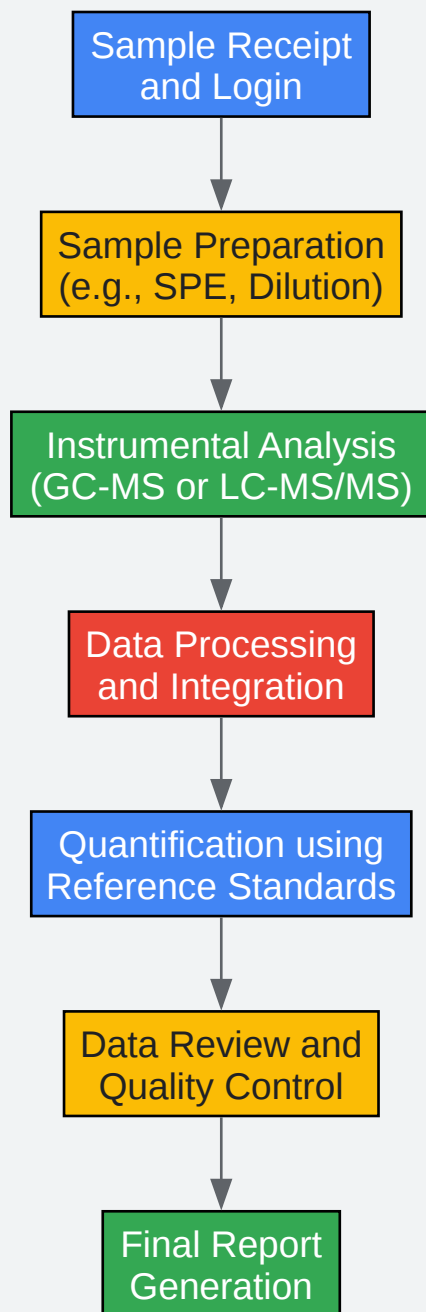 Sample Receipt
and Login
Sample Preparation
(e.g., SPE, Dilution)
Instrumental Analysis
(GC-MS or LC-MS/MS)
Data Processing
and Integration
Quantification using
Reference Standards
Data Review and
Quality Control
Final Report
Generation